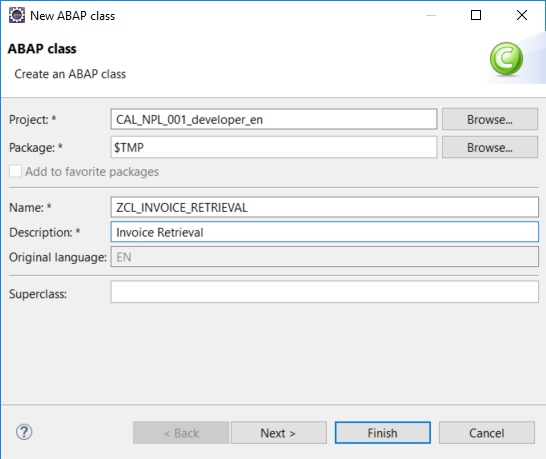 New ABAP class
ABAP class
Create an ABAP class
C
Project: * CAL_NPL_001_developer_en Browse...
Package: * $TMP Browse...
Add to favorite packages
Name: * ZCL_INVOICE_RETRIEVAL
Description: * Invoice Retrieval
Original language: EN
Superclass:
? < Back Next > Finish Cancel